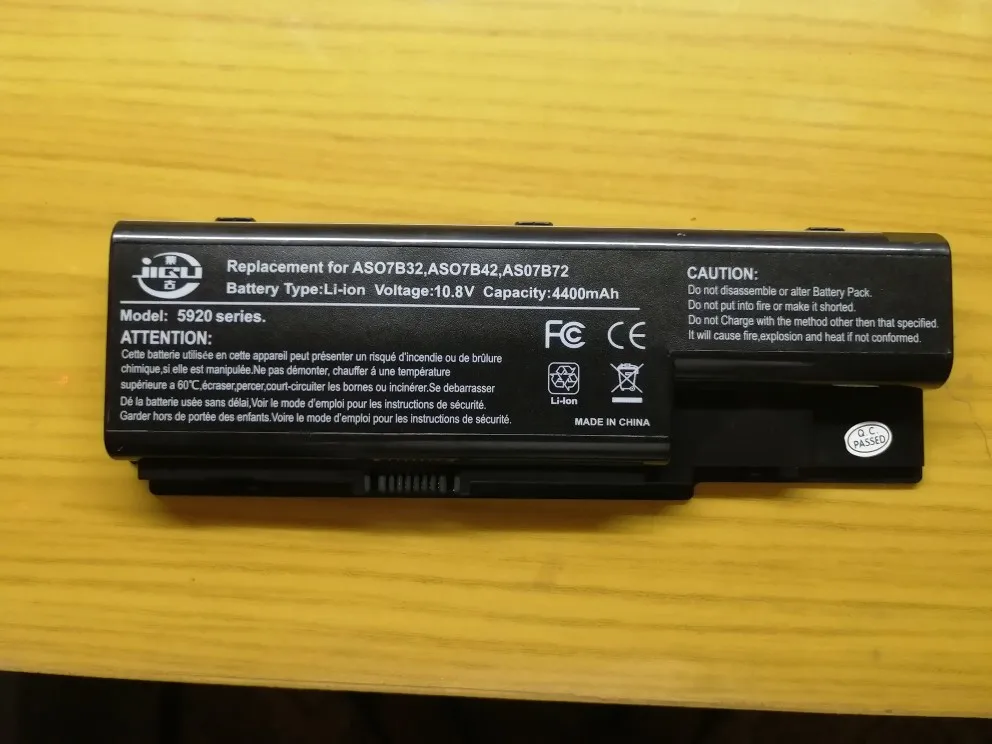 JIGU
Replacement for ASO7B32,ASO7B42,AS07B72
Battery Type:Li-ion Voltage:10.8V Capacity:4400mAh
Model: 5920 series.
ATTENTION:
Cette batterie utilisée en cette appareil peut présenter un risqué d'incendie ou de brûlure
chimique,si elle est manipulée.Ne pas démonter, chauffer á une température
supérieure a 60℃,écraser,percer,court-circuiter les bornes ou incinérer.Se debarrasser
Dé la batterie usée sans délai,Voir le mode d'emploi pour les instructions de sécurité.
Garder hors de portée des enfants.Voire le mode d'emploi pour les instructions de sécurité.
FC CE
Li-Ion
MADE IN CHINA
CAUTION:
Do not disassemble or alter Battery Pack.
Do not put into fire or make it shorted.
Do not Charge with the method other then that specified.
It will cause fire,explosion and heat if not conformed.
Q.C.
PASSED